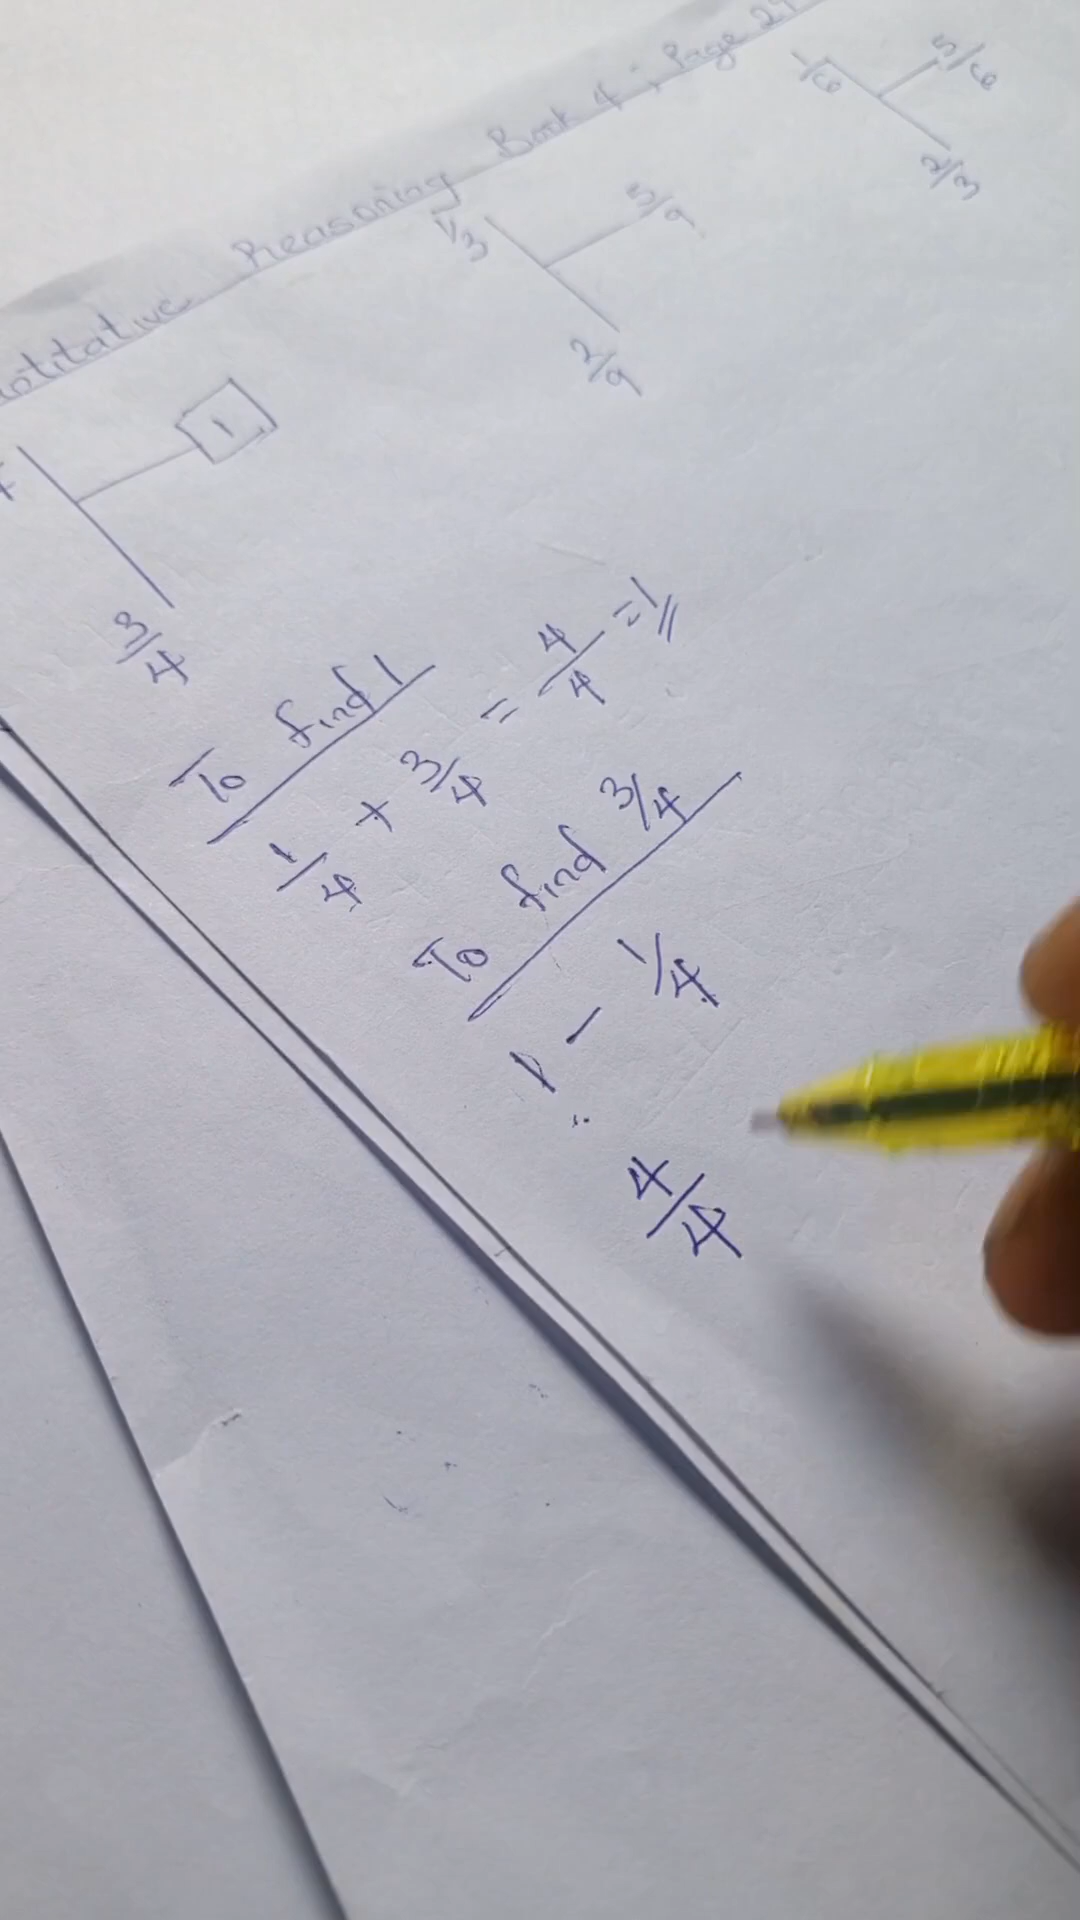 Reasoning Book 4 ; Page
1/6 5/6
2/3
1/3 5/9
2/9
1
3/4
To find 1
1/4 + 3/4 = 4/4 = 1
To find 3/4
1 - 1/4
4/4